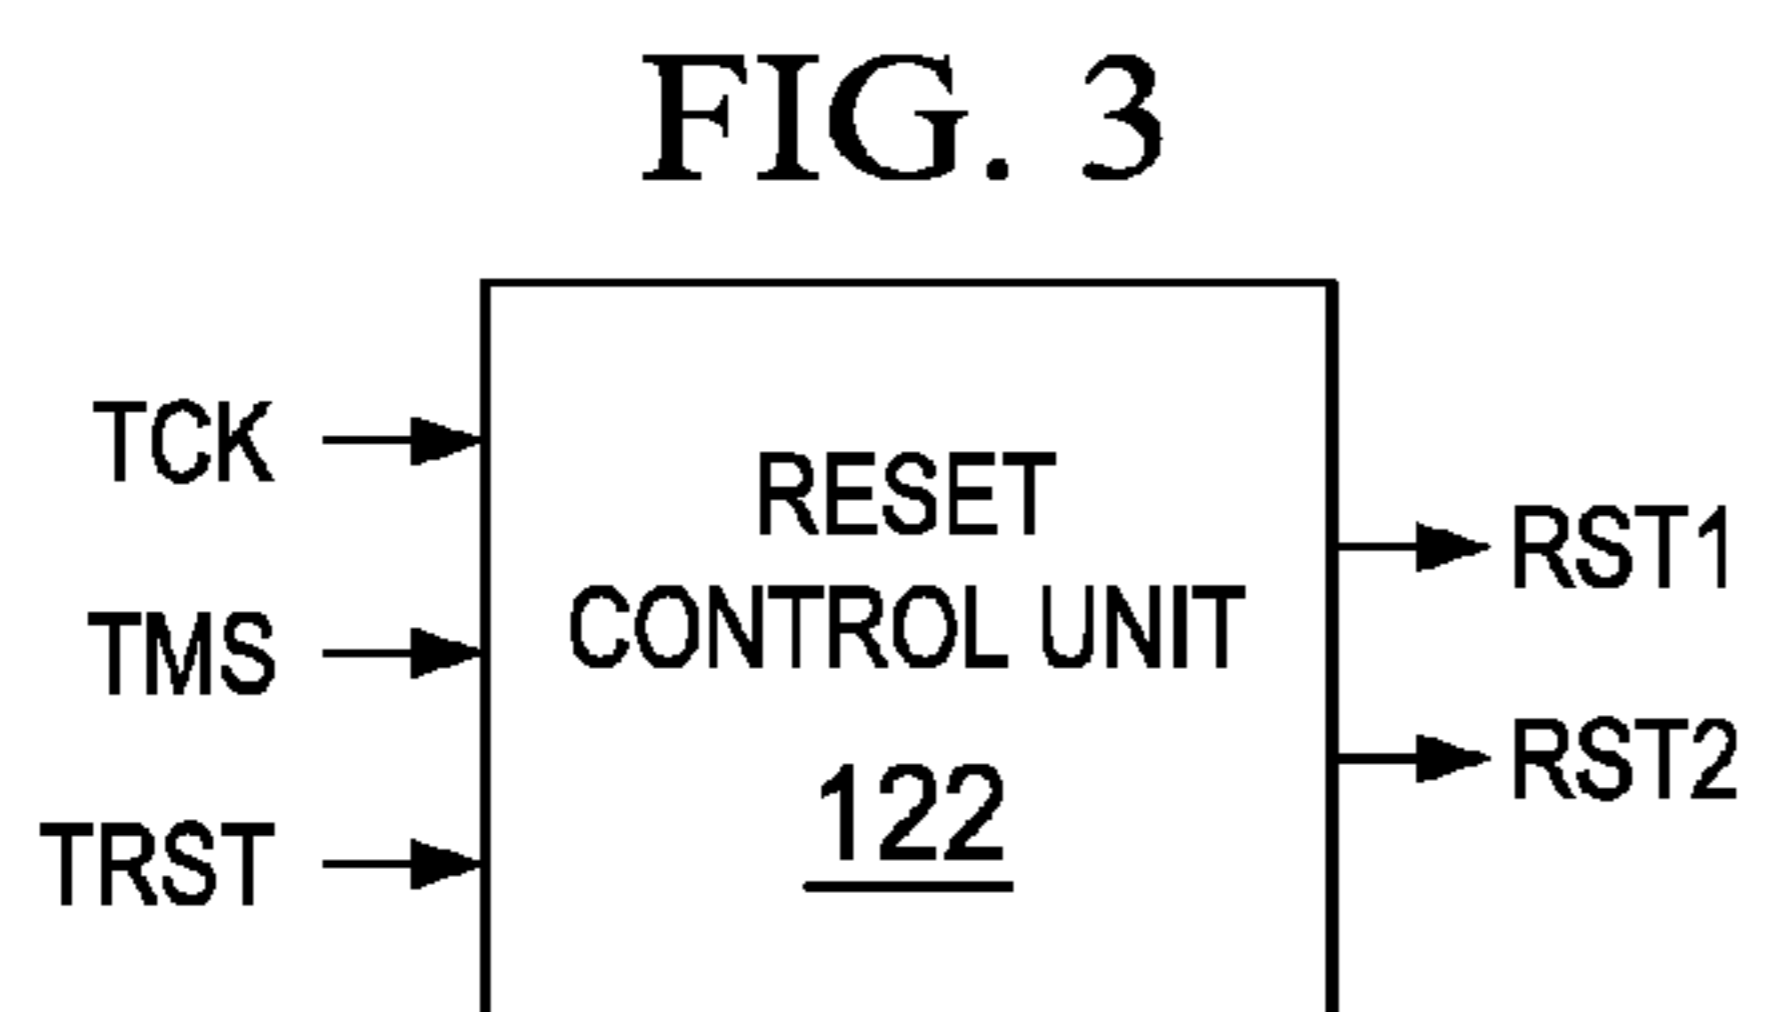 FIG. 3
TCK
TMS
TRST
RESET
CONTROL UNIT
122
RST1
RST2